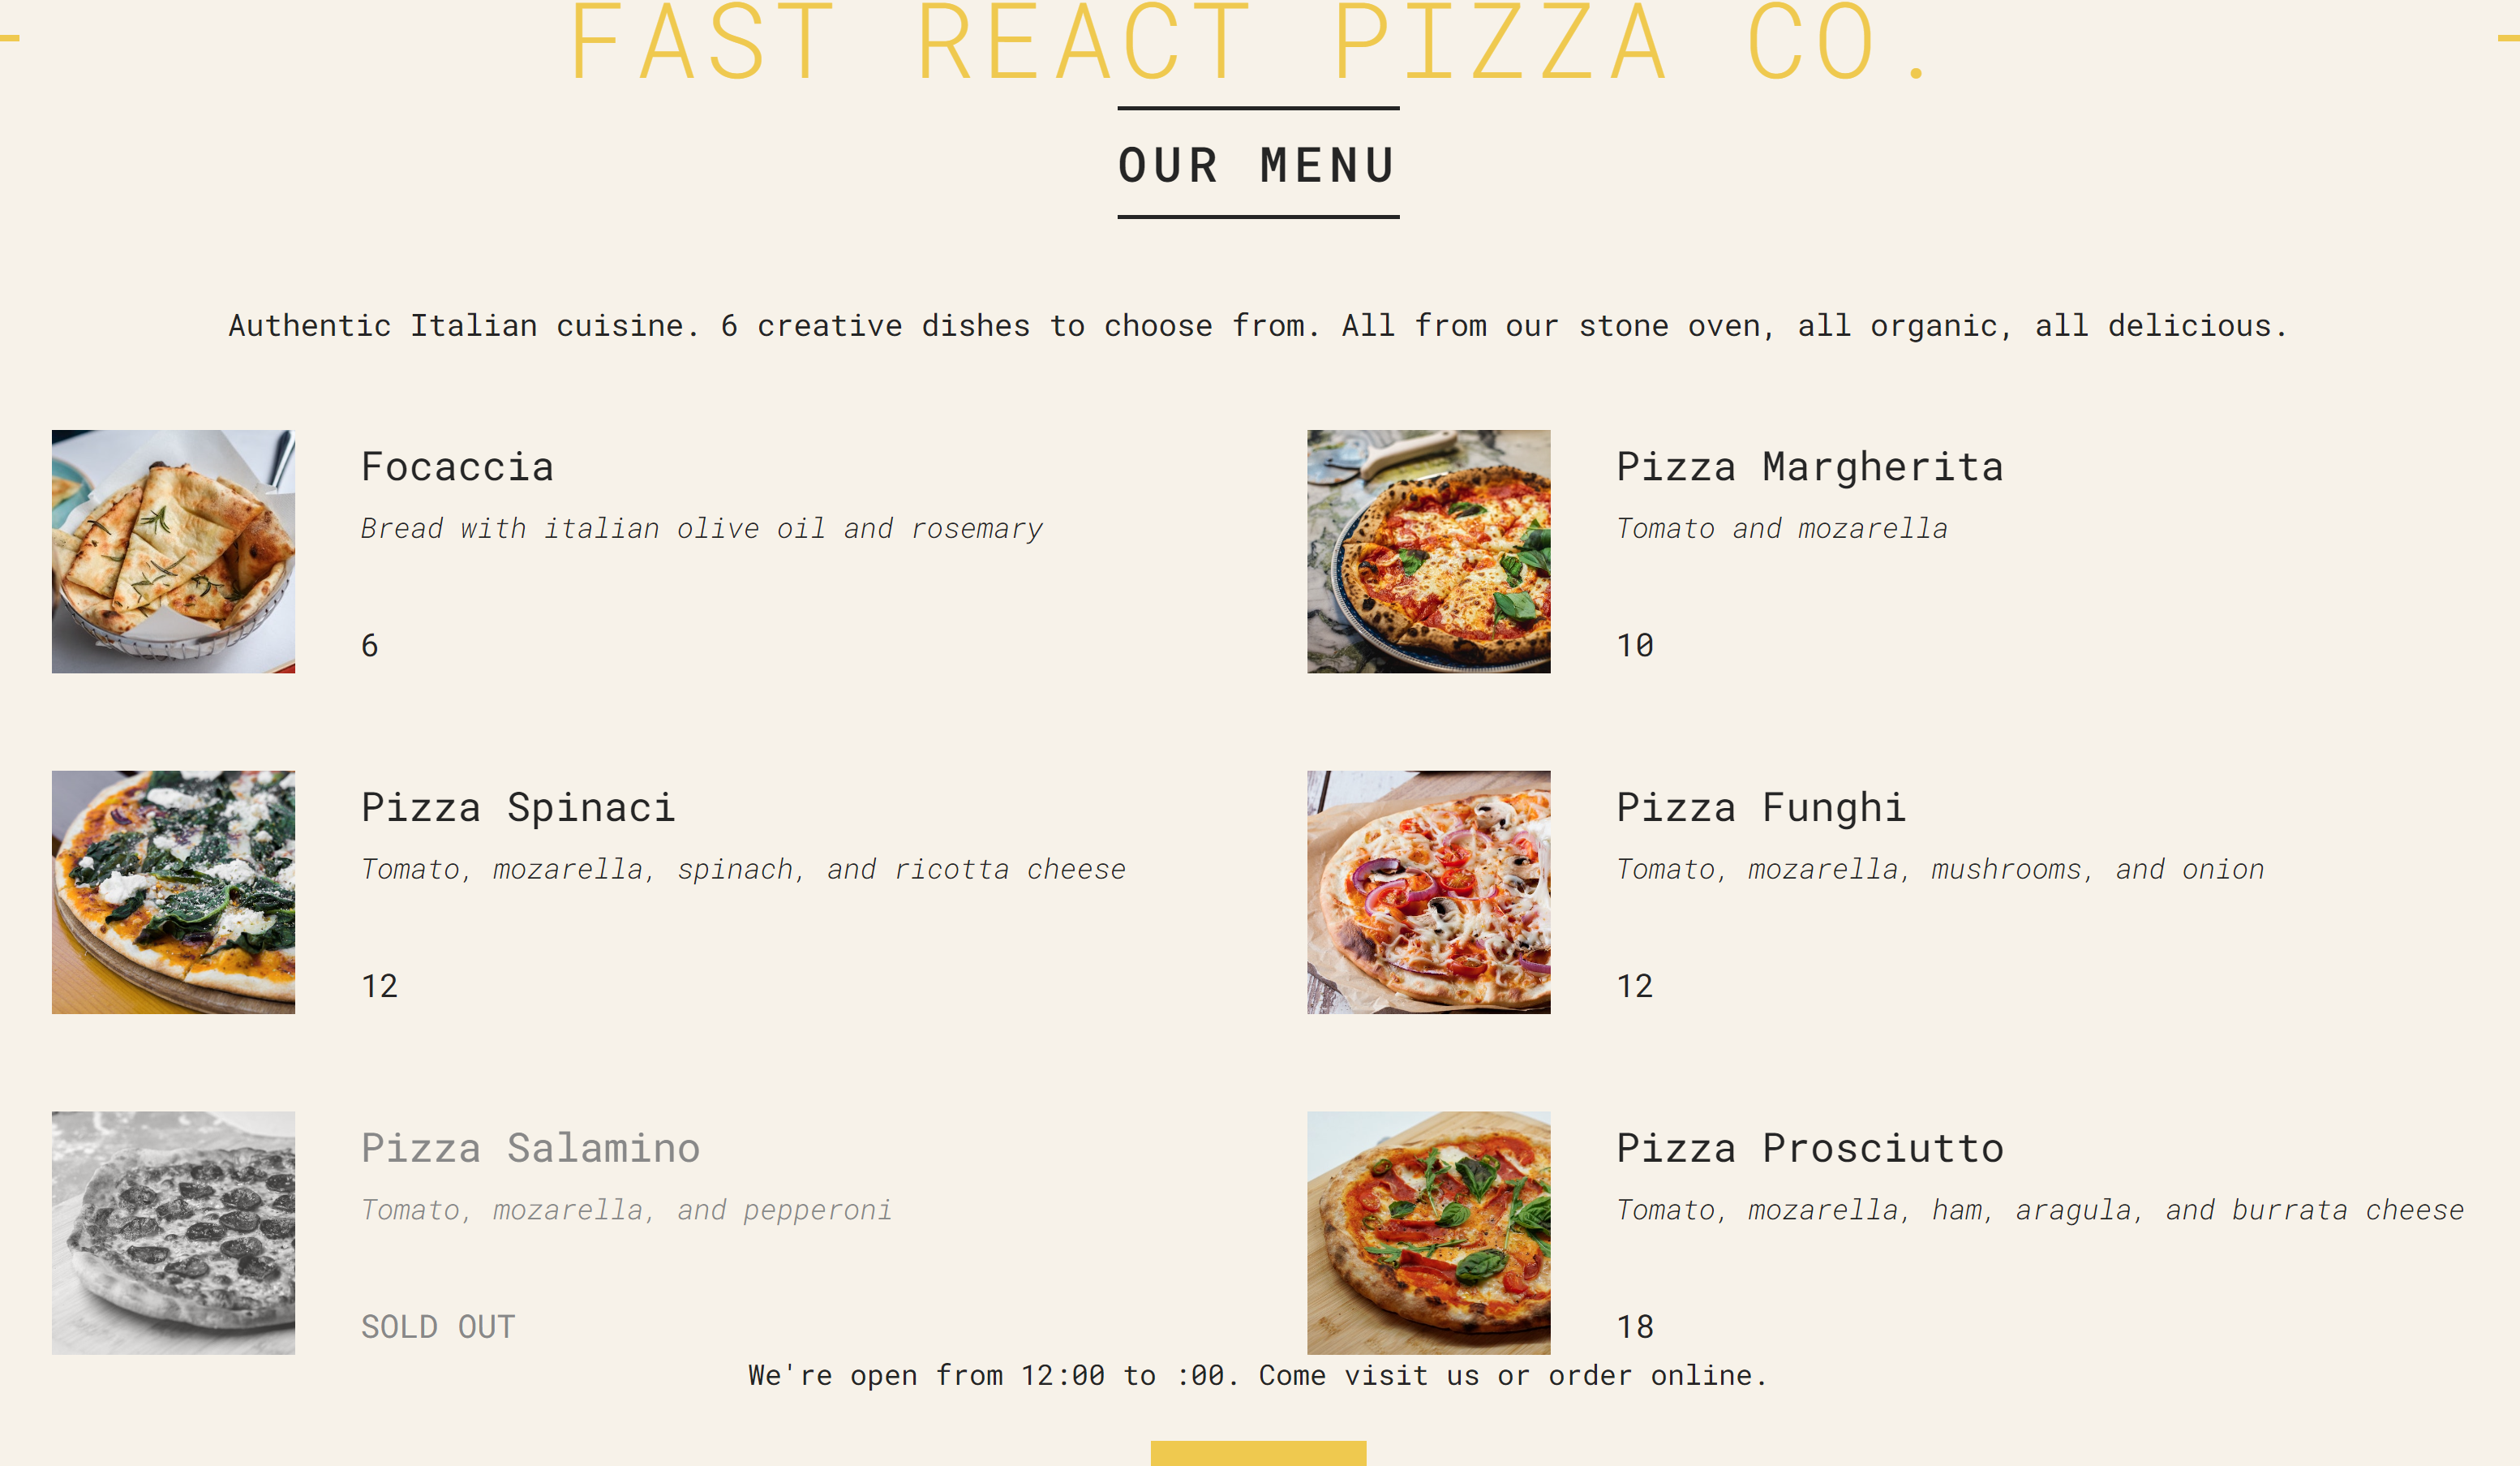 FAST REACT PIZZA CO.
OUR MENU
Authentic Italian cuisine. 6 creative dishes to choose from. All from our stone oven, all organic, all delicious.
Focaccia
Bread with italian olive oil and rosemary
6
Pizza Margherita
Tomato and mozarella
10
Pizza Spinaci
Tomato, mozarella, spinach, and ricotta cheese
12
Pizza Funghi
Tomato, mozarella, mushrooms, and onion
12
Pizza Salamino
Tomato, mozarella, and pepperoni
SOLD OUT
Pizza Prosciutto
Tomato, mozarella, ham, aragula, and burrata cheese
18
We're open from 12:00 to :00. Come visit us or order online.